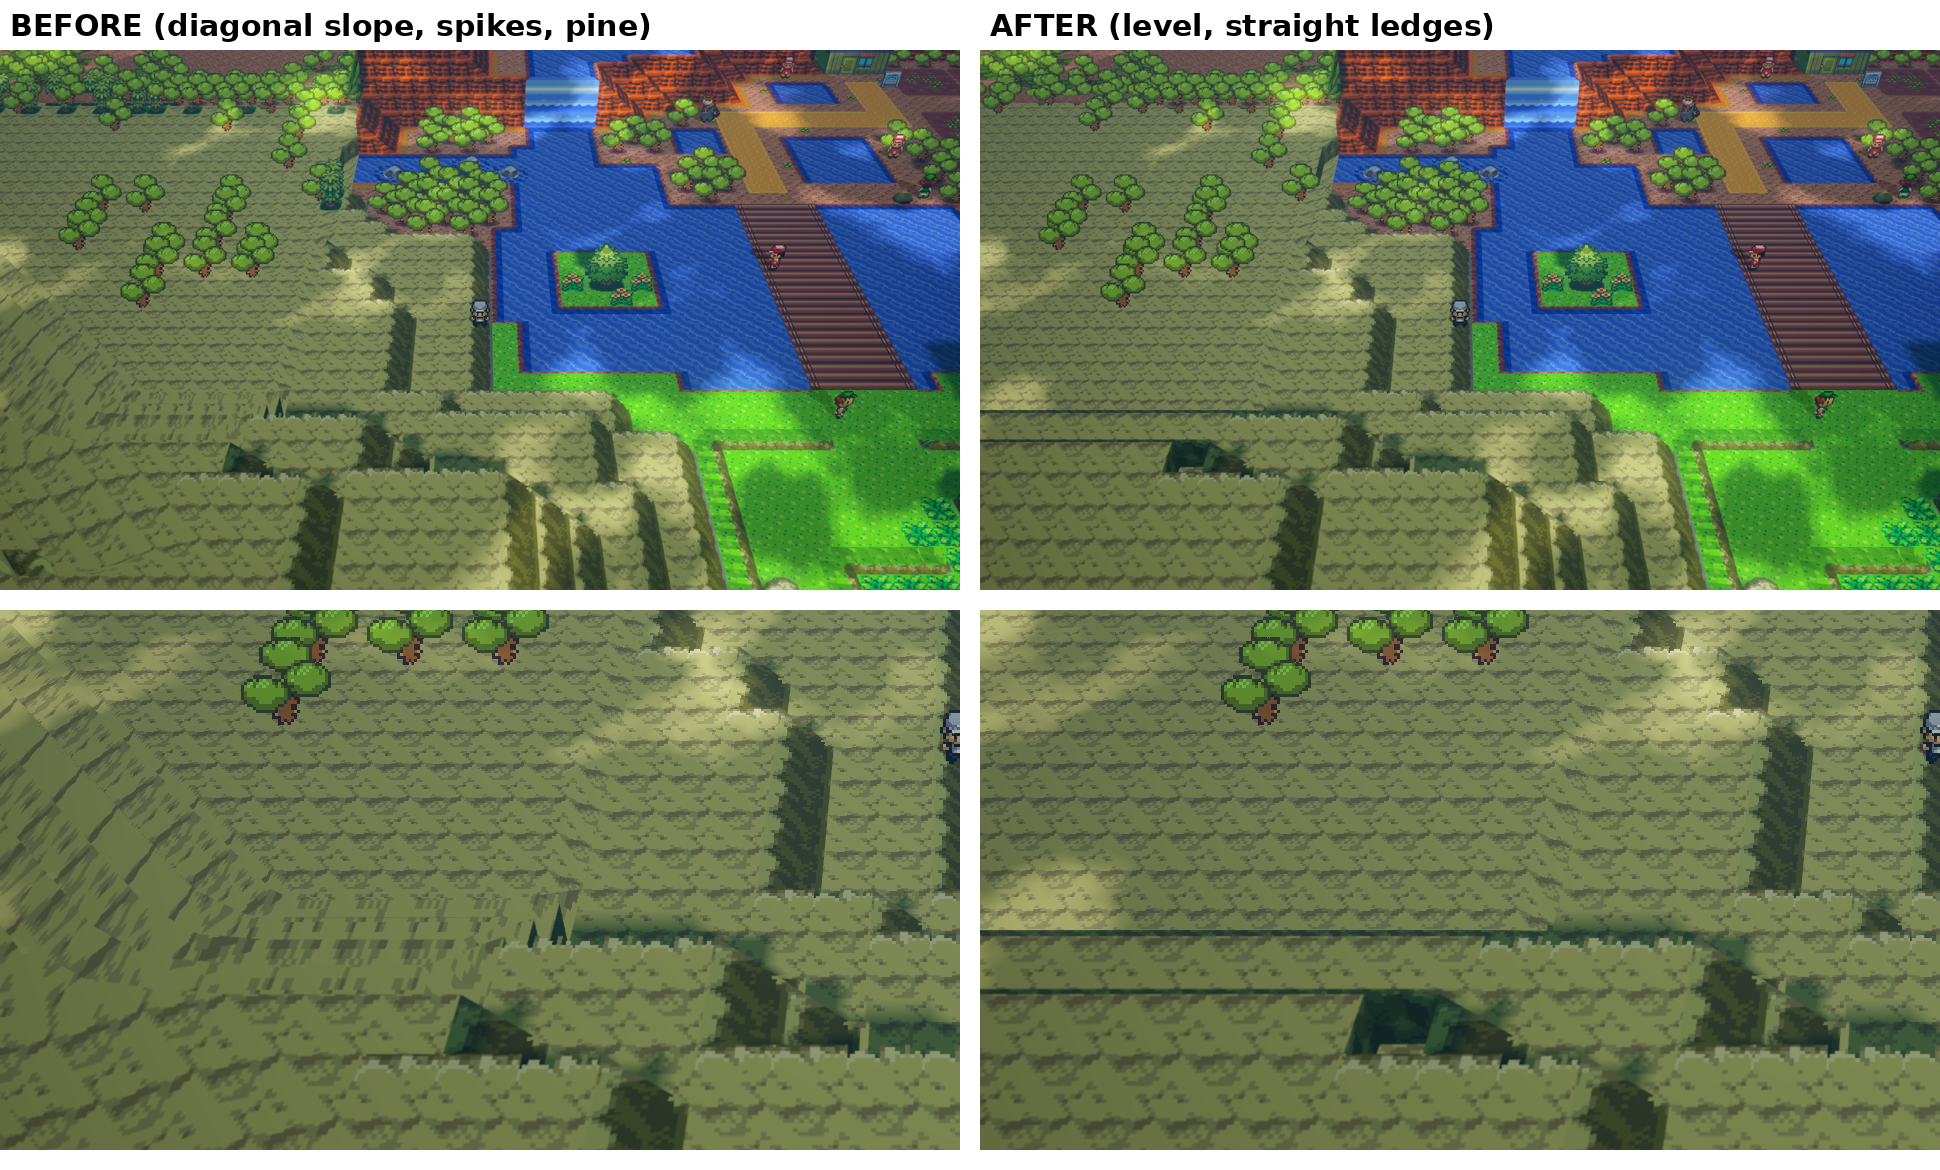 BEFORE (diagonal slope, spikes, pine)
AFTER (level, straight ledges)